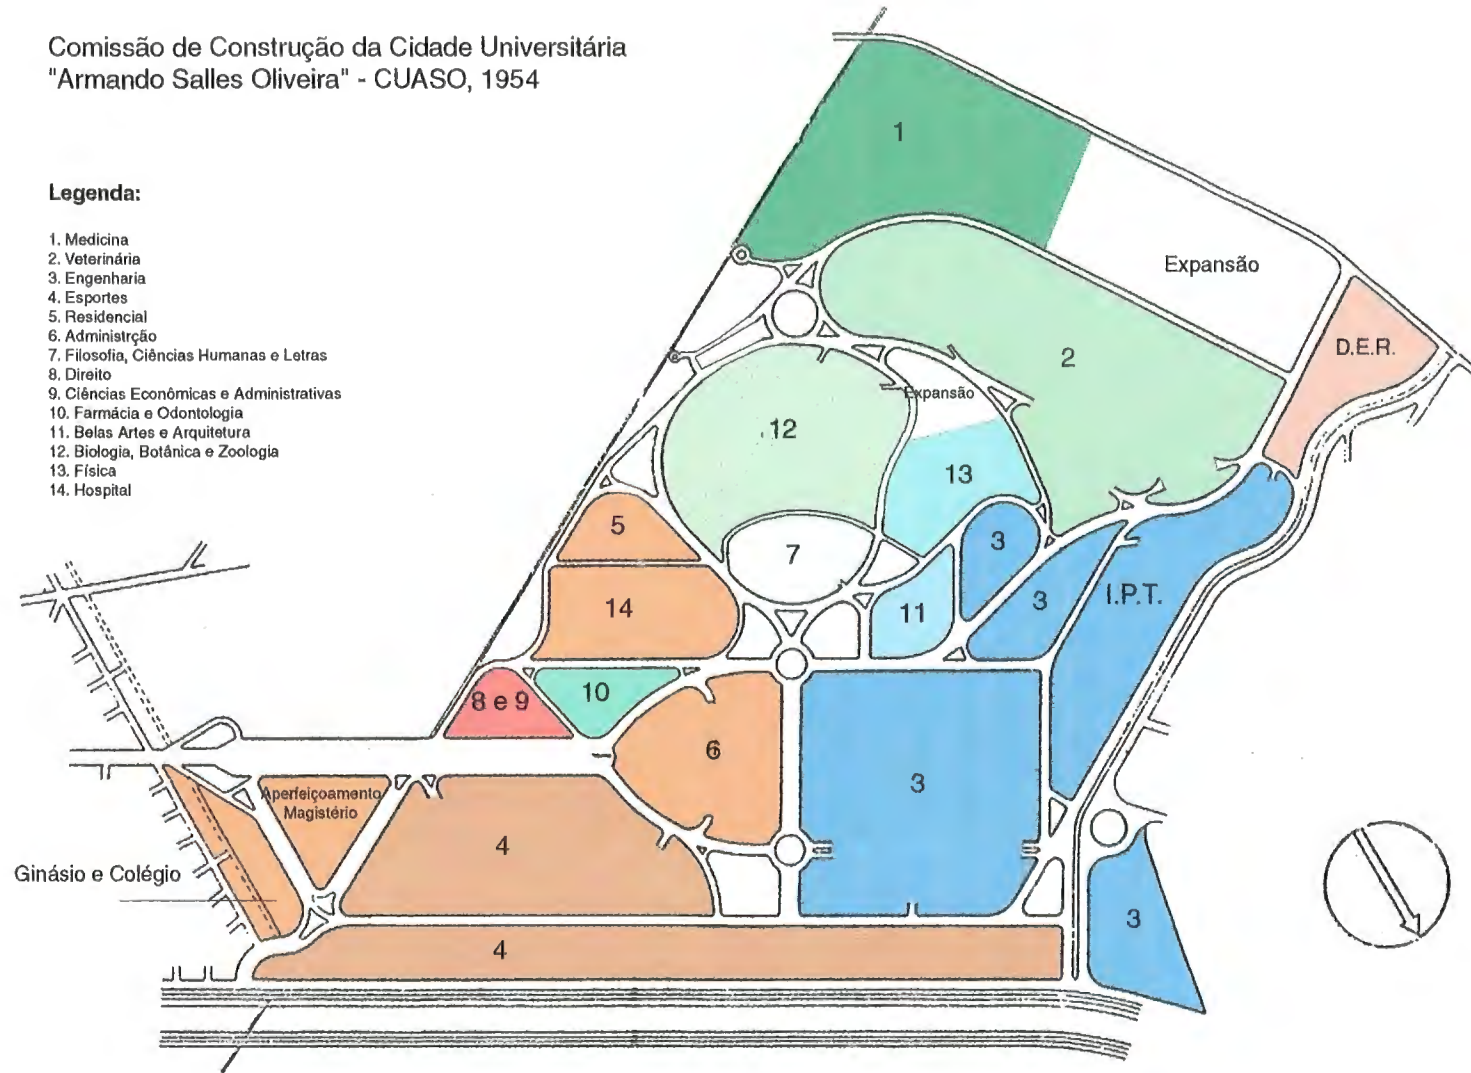 Comissão de Construção da Cidade Universitária
"Armando Salles Oliveira" - CUASO, 1954
Legenda:
1. Medicina
2. Veterinária
3. Engenharia
4. Esportes
5. Residencial
6. Administrção
7. Filosofia, Ciências Humanas e Letras
8. Direito
9. Ciências Econômicas e Administrativas
10. Farmácia e Odontologia
11. Belas Artes e Arquitetura
12. Biologia, Botânica e Zoologia
13. Física
14. Hospital
1
Expansão
2
D.E.R.
Expansão
12
13
5
7
3
14
11
3
I.P.T.
8 e 9
10
6
3
Aperfeiçoamento
Magistério
4
Ginásio e Colégio
3
4